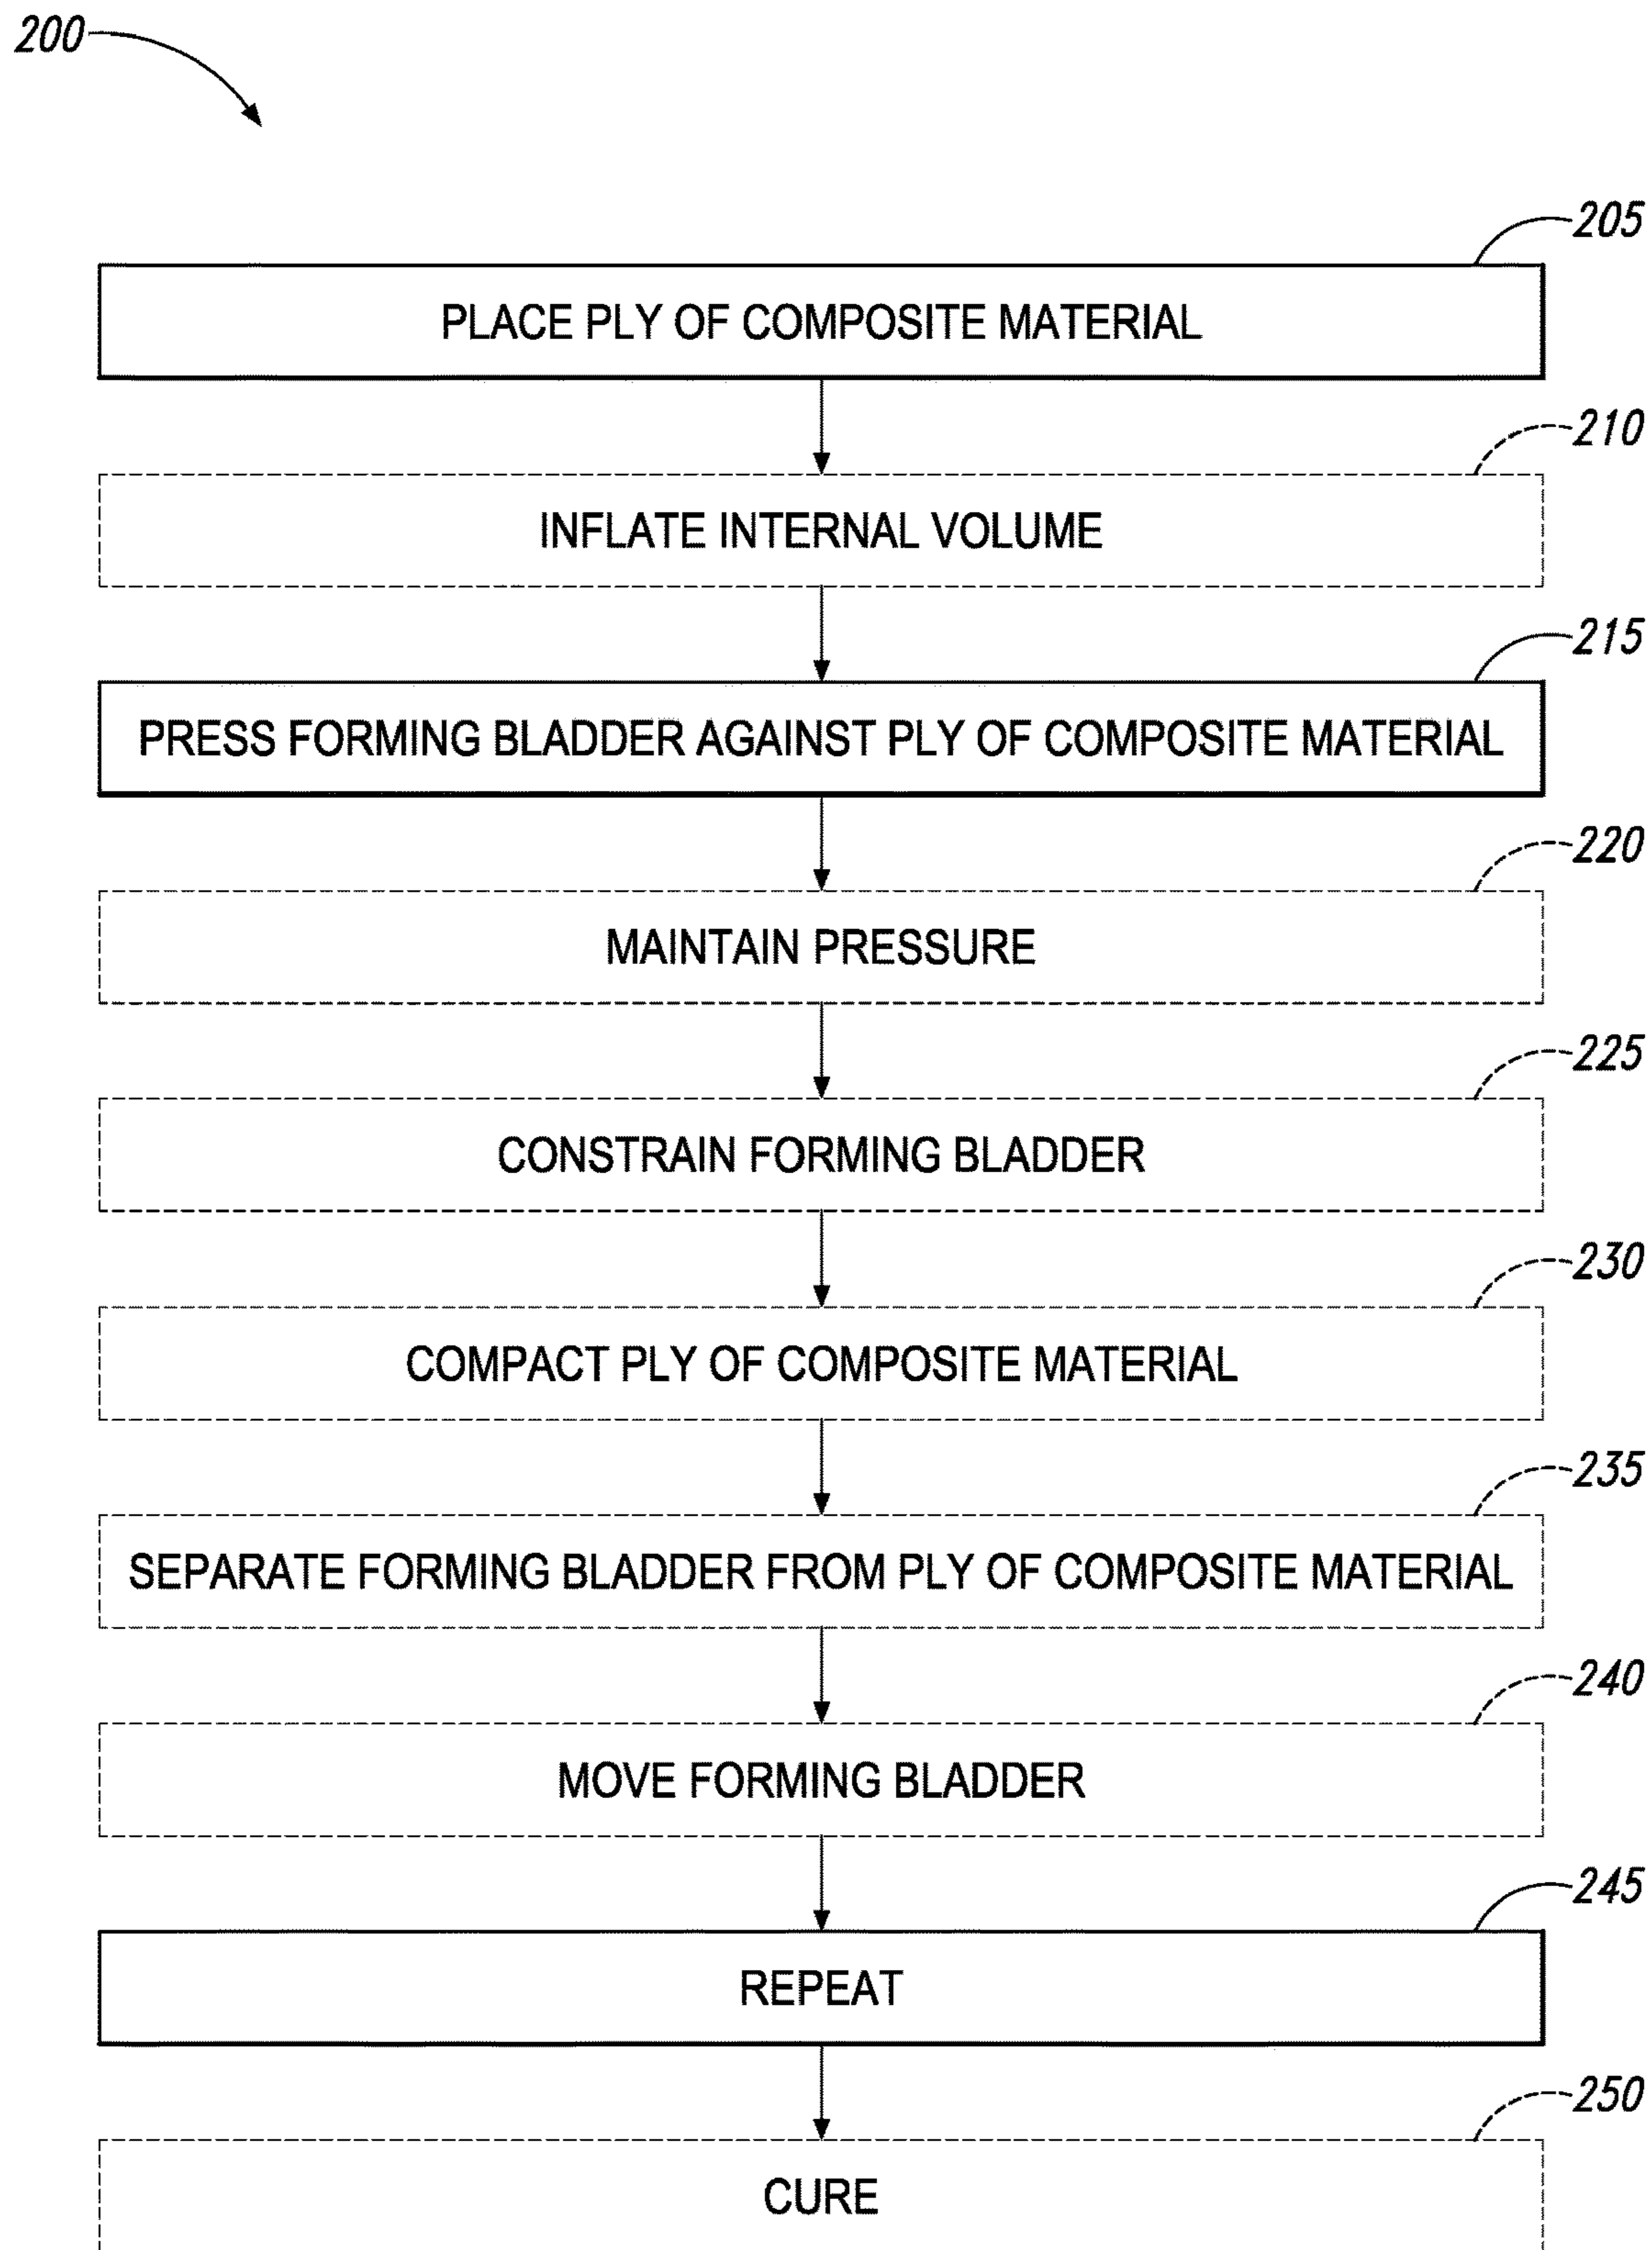 200
205
PLACE PLY OF COMPOSITE MATERIAL
210
INFLATE INTERNAL VOLUME
215
PRESS FORMING BLADDER AGAINST PLY OF COMPOSITE MATERIAL
220
MAINTAIN PRESSURE
225
CONSTRAIN FORMING BLADDER
230
COMPACT PLY OF COMPOSITE MATERIAL
235
SEPARATE FORMING BLADDER FROM PLY OF COMPOSITE MATERIAL
240
MOVE FORMING BLADDER
245
REPEAT
250
CURE